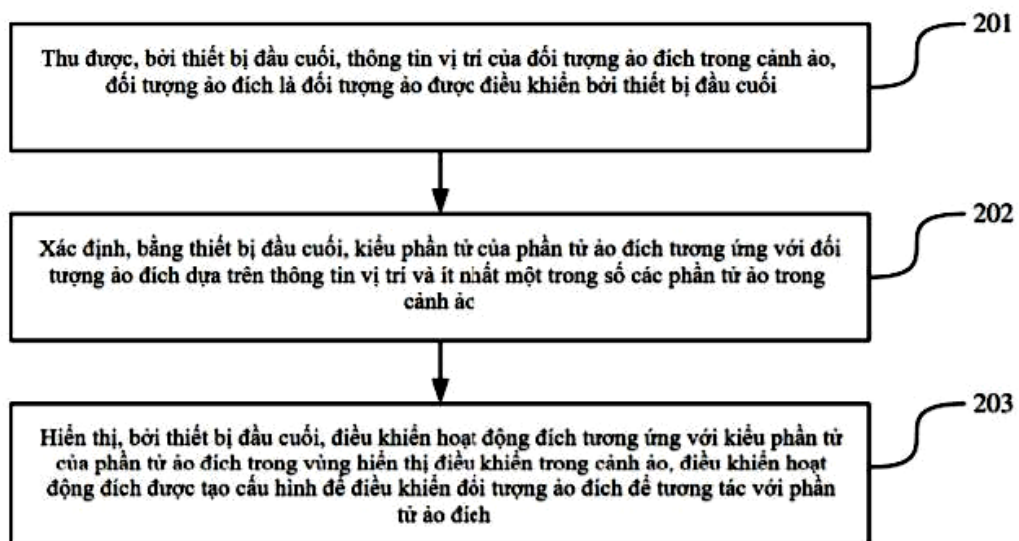 201
Thu được, bởi thiết bị đầu cuối, thông tin vị trí của đối tượng ảo đích trong cảnh ảo,
đối tượng ảo đích là đối tượng ảo được điều khiển bởi thiết bị đầu cuối
202
Xác định, bằng thiết bị đầu cuối, kiểu phần tử của phần tử ảo đích tương ứng với đối
tượng ảo đích dựa trên thông tin vị trí và ít nhất một trong số các phần tử ảo trong
cảnh ảo
203
Hiển thị, bởi thiết bị đầu cuối, điều khiển hoạt động đích tương ứng với kiểu phần tử
của phần tử ảo đích trong vùng hiển thị điều khiển trong cảnh ảo, điều khiển hoạt
động đích được tạo cấu hình để điều khiển đối tượng ảo đích để tương tác với phần
tử ảo đích